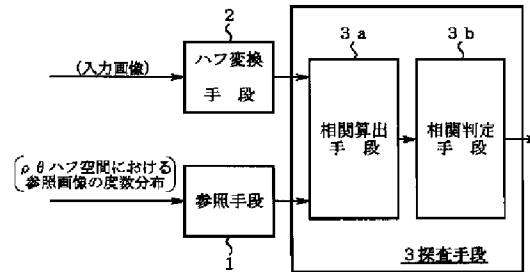 2
3a
3b
(入力画像)
ハフ変換
手 段
相関算出
手 段
相関判定
手 段
ρθハフ空間における
参照画像の度数分布
参照手段
1
3探査手段